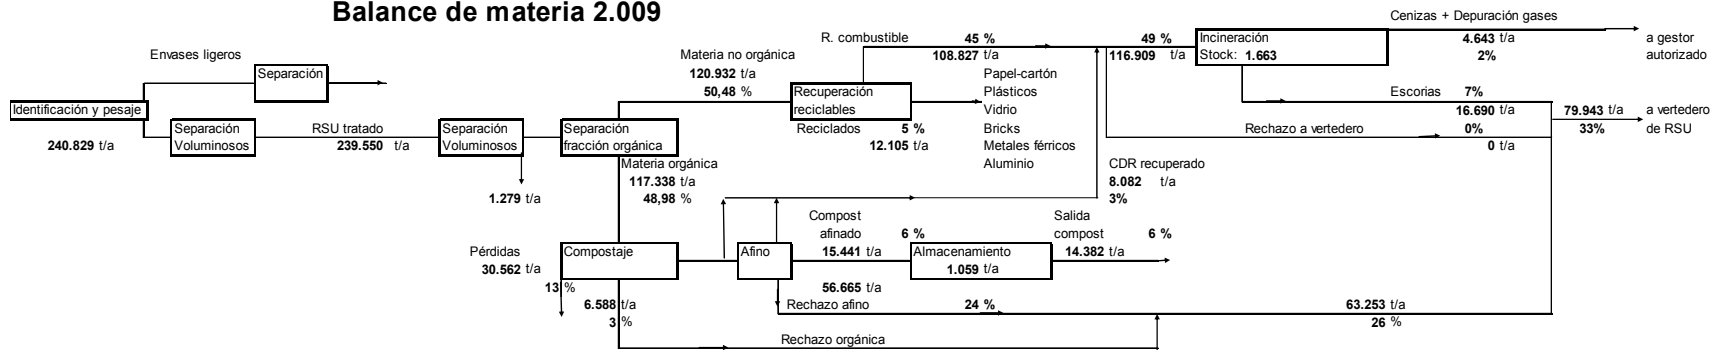 Balance de materia 2.009
Cenizas + Depuración gases
R. combustible 45 % 49 % Incineración 4.643 t/a a gestor
Envases ligeros Materia no orgánica 108.827 t/a 116.909 t/a Stock: 1.663 2% autorizado
Separación 120.932 t/a Papel-cartón
50,48 % Recuperación Plásticos Escorias 7%
Identificación y pesaje reciclables Vidrio 16.690 t/a 79.943 t/a a vertedero
Separación RSU tratado Separación Separación Reciclados 5 % Bricks Rechazo a vertedero 0% 33% de RSU
240.829 t/a Voluminosos 239.550 t/a Voluminosos fracción orgánica 12.105 t/a Metales férricos 0 t/a
Materia orgánica Aluminio CDR recuperado
117.338 t/a 8.082 t/a
1.279 t/a 48,98 % 3%
Compost Salida
afinado 6 % compost 6 %
Pérdidas Compostaje Afino 15.441 t/a Almacenamiento 14.382 t/a
30.562 t/a 1.059 t/a
13 % 56.665 t/a
6.588 t/a Rechazo afino 24 % 63.253 t/a
3 % 26 %
Rechazo orgánica